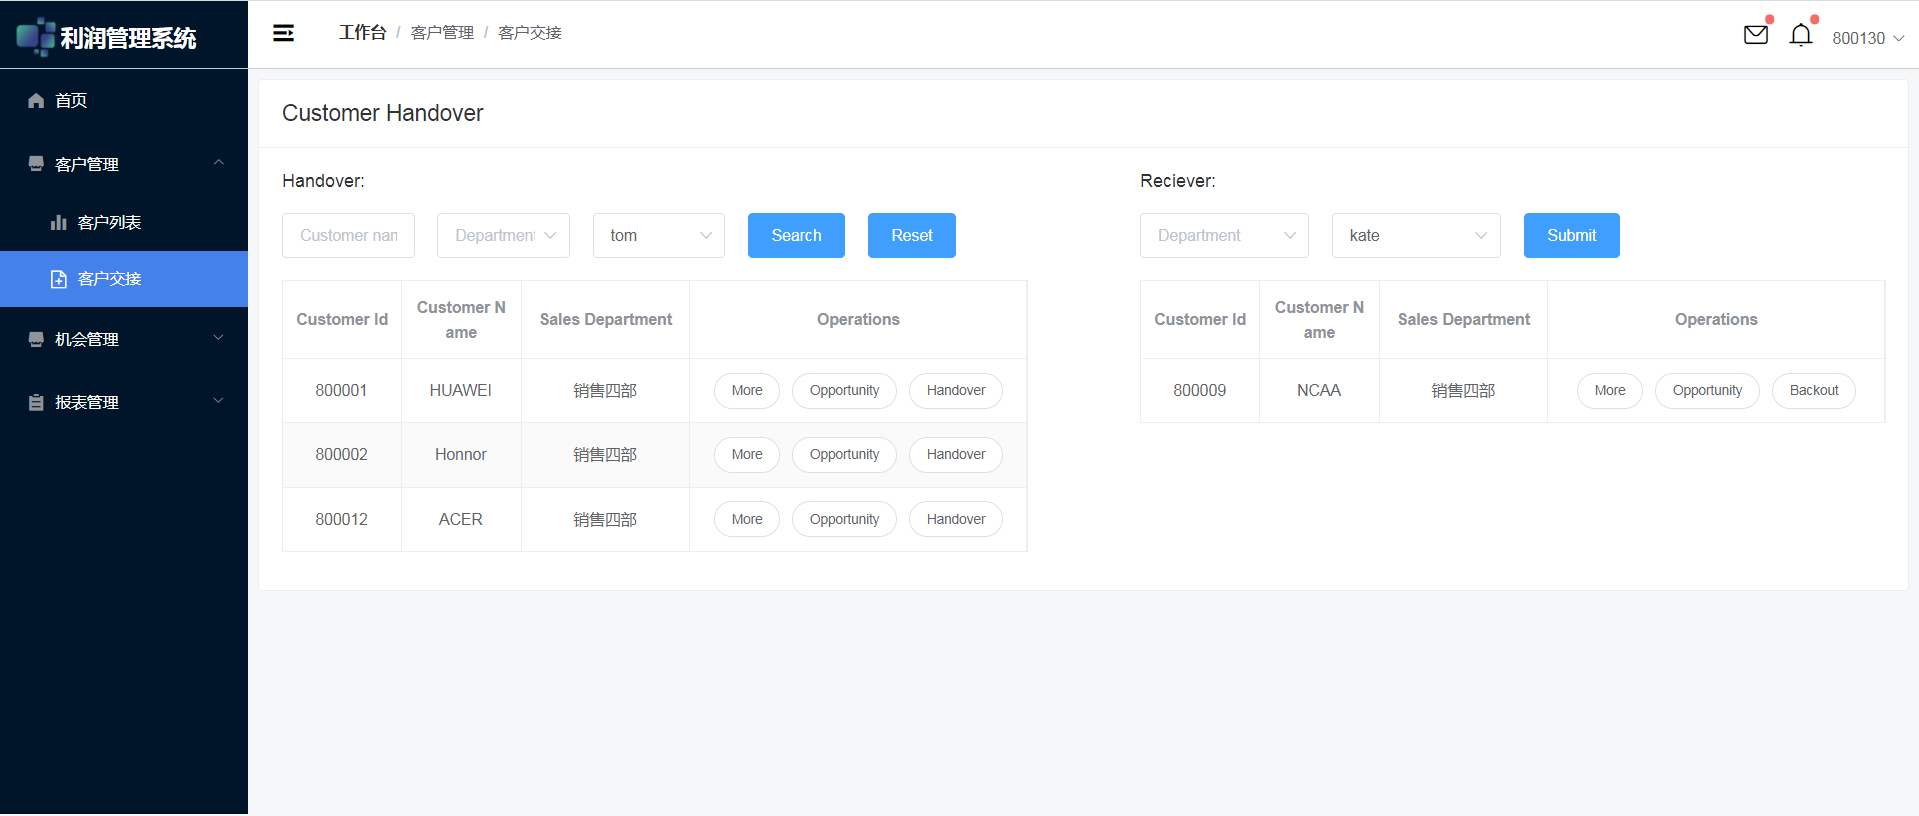 利润管理系统
工作台 / 客户管理 / 客户交接
800130
首页
客户管理
客户列表
客户交接
机会管理
报表管理
Customer Handover
Handover:
Customer nan
Department
tom
Search
Reset
Customer Id
Customer N
ame
Sales Department
Operations
800001 HUAWEI 销售四部 More Opportunity Handover
800002 Honnor 销售四部 More Opportunity Handover
800012 ACER 销售四部 More Opportunity Handover
Reciever:
Department
kate
Submit
Customer Id
Customer N
ame
Sales Department
Operations
800009 NCAA 销售四部 More Opportunity Backout